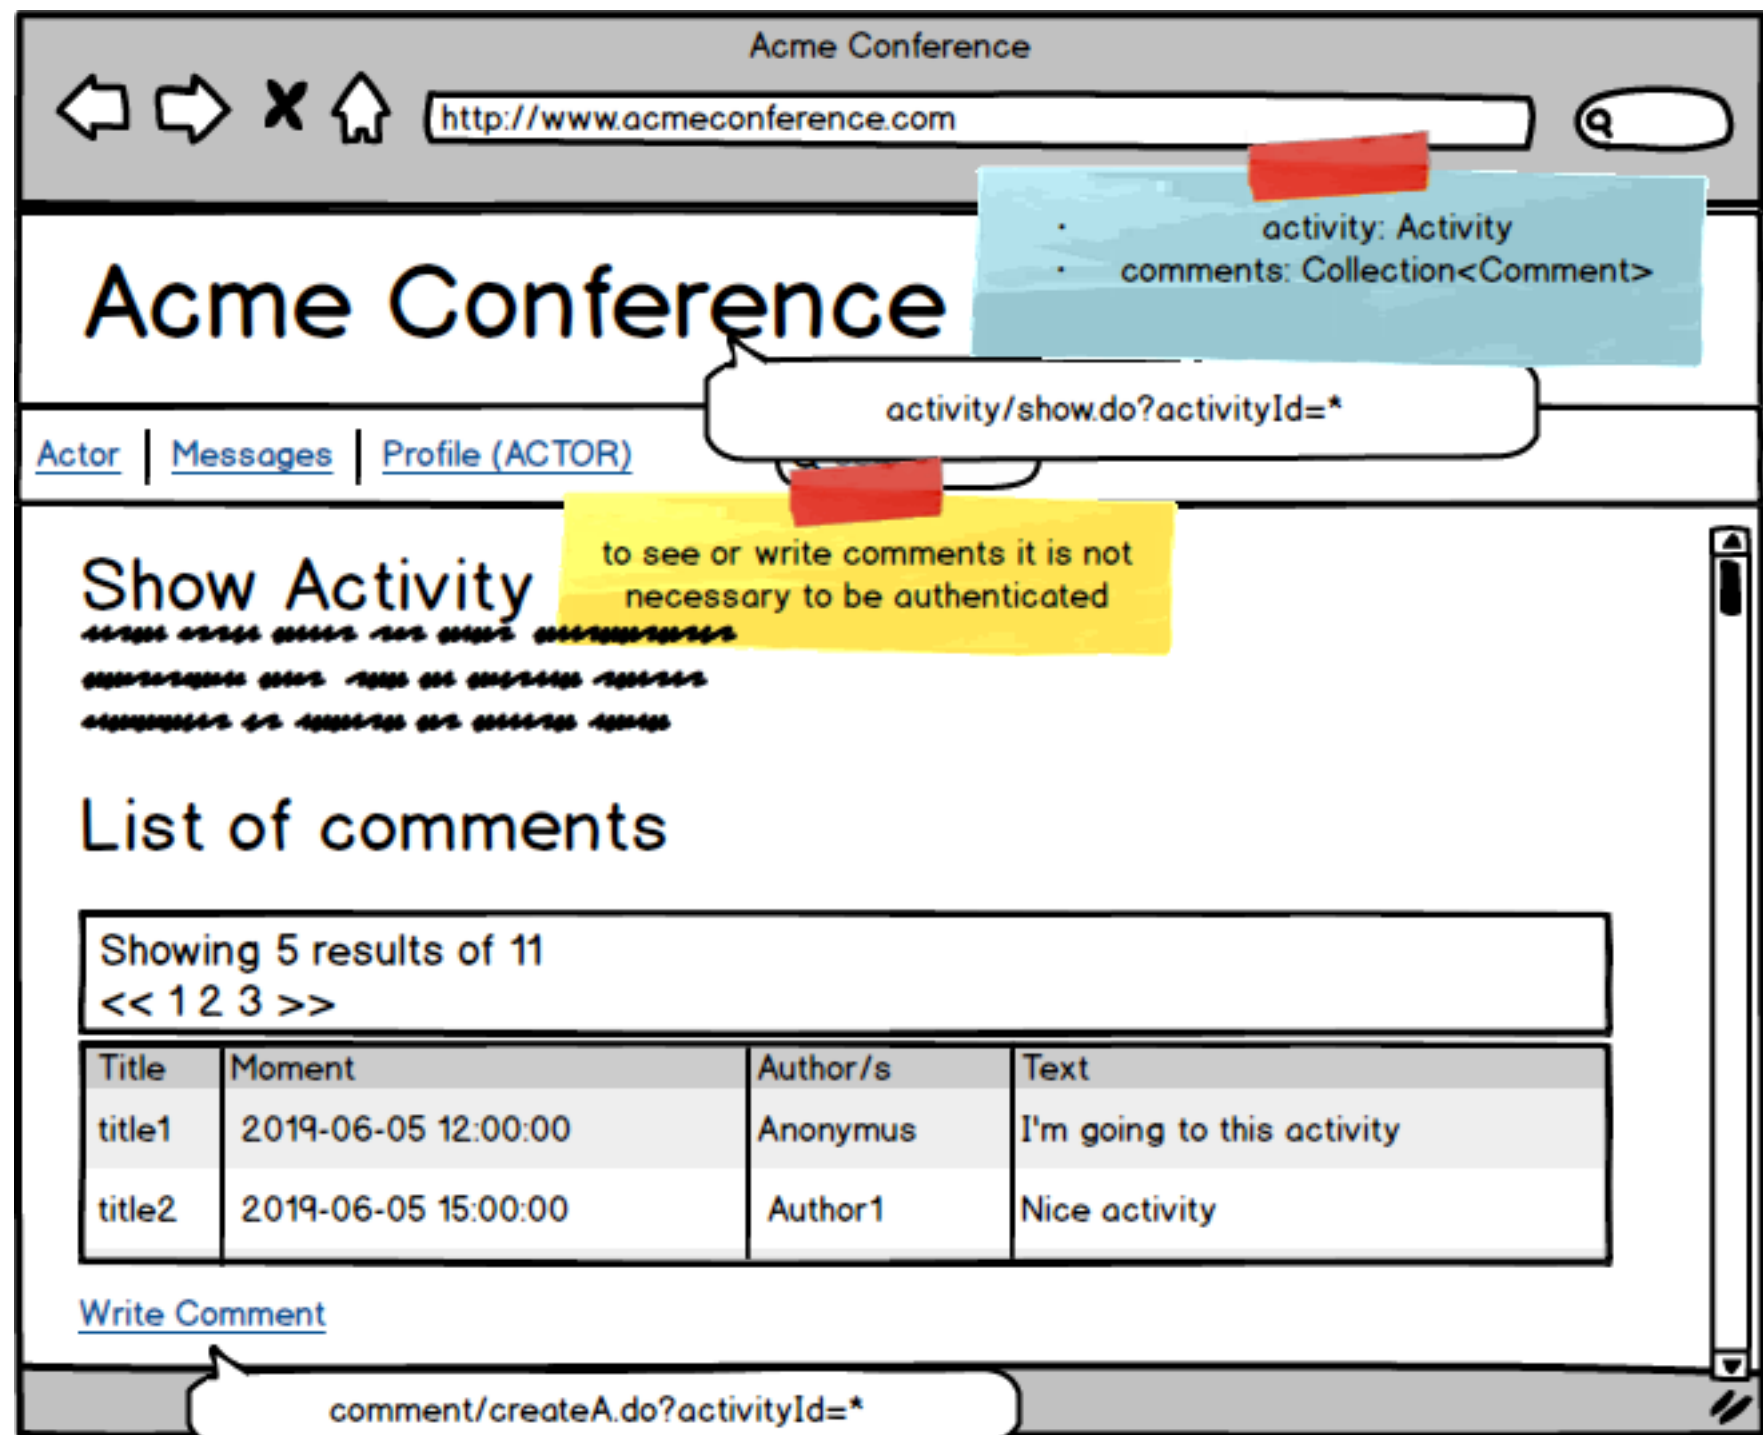 Acme Conference
http://www.acmeconference.com
· activity: Activity
· comments: Collection<Comment>
Acme Conference
activity/show.do?activityId=*
Actor | Messages | Profile (ACTOR)
to see or write comments it is not
necessary to be authenticated
Show Activity
List of comments
Showing 5 results of 11
<< 1 2 3 >>
Title Moment Author/s Text
title1 2019-06-05 12:00:00 Anonymus I'm going to this activity
title2 2019-06-05 15:00:00 Author1 Nice activity
Write Comment
comment/createA.do?activityId=*